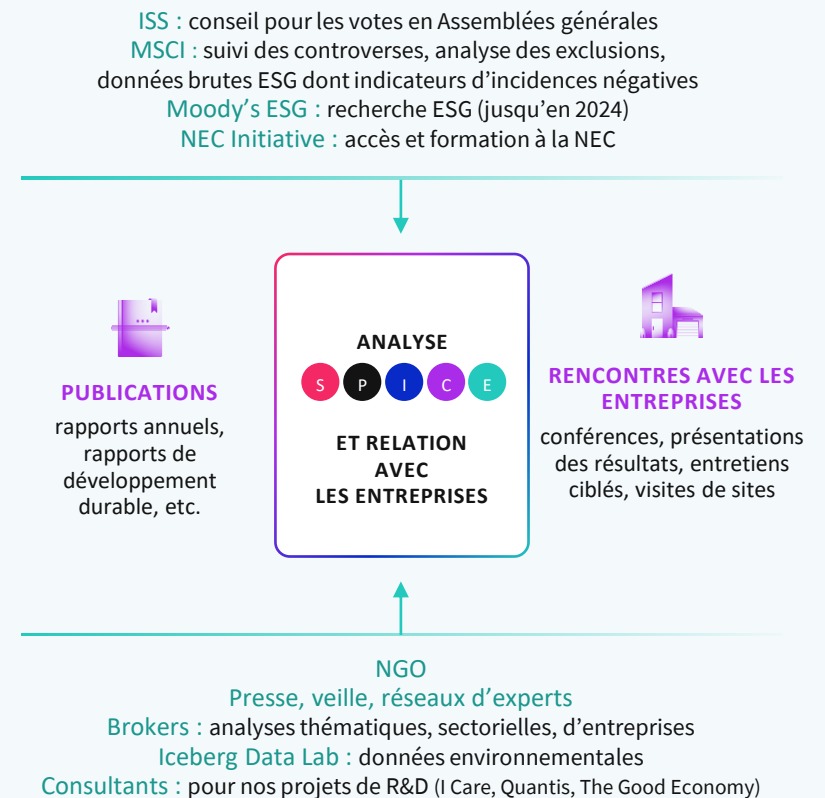 ISS : conseil pour les votes en Assemblées générales
MSCI : suivi des controverses, analyse des exclusions,
données brutes ESG dont indicateurs d’incidences négatives
Moody’s ESG : recherche ESG (jusqu’en 2024)
NEC Initiative : accès et formation à la NEC
PUBLICATIONS
rapports annuels,
rapports de
développement
durable, etc.
ANALYSE
S P I C E
ET RELATION
AVEC
LES ENTREPRISES
RENCONTRES AVEC LES
ENTREPRISES
conférences, présentations
des résultats, entretiens
ciblés, visites de sites
NGO
Presse, veille, réseaux d’experts
Brokers : analyses thématiques, sectorielles, d’entreprises
Iceberg Data Lab : données environnementales
Consultants : pour nos projets de R&D (I Care, Quantis, The Good Economy)